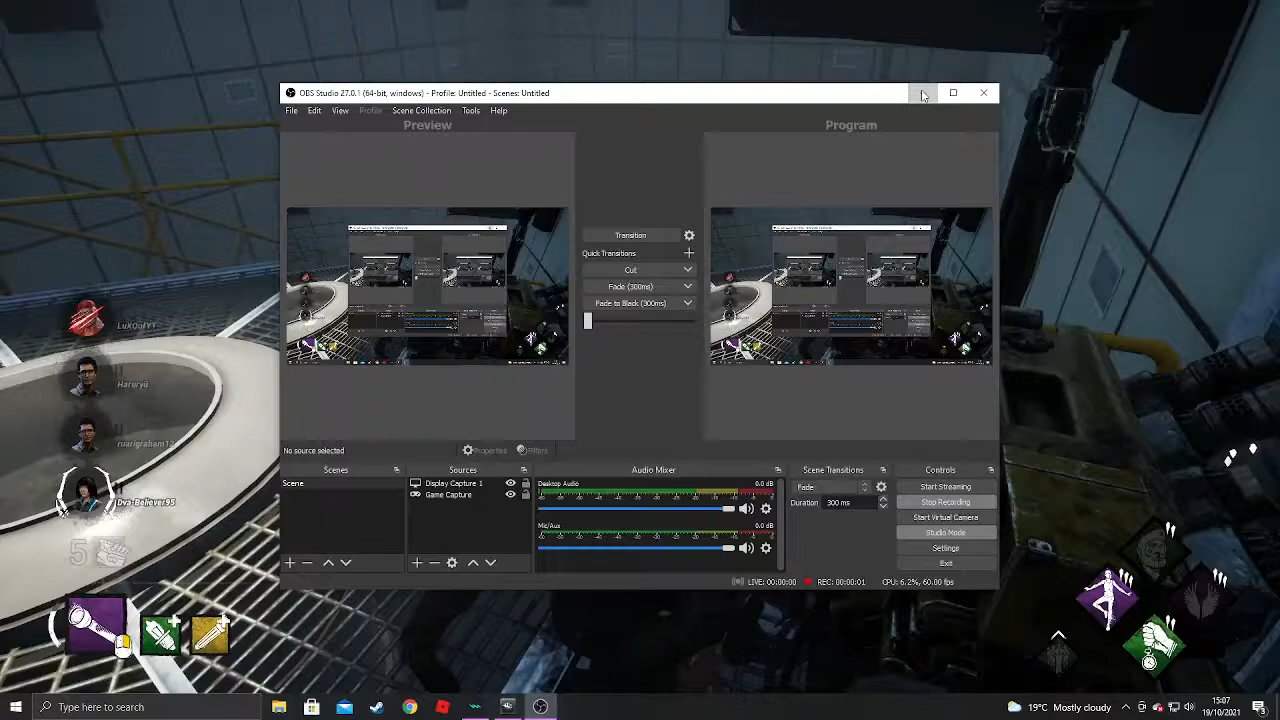 OBS Studio 27.0.1 (64-bit, windows) - Profile: Untitled - Scenes: Untitled
File Edit View Profile Scene Collection Tools Help
Preview
Program
Transition
Quick Transitions
Cut
Fade (300ms)
Fade to Black (300ms)
LuXOofY1
Haruryū
ruarigraham12
Dva-Believer95
5
No source selected
Properties
Filters
Scenes
Sources
Audio Mixer
Scene Transitions
Controls
Scene
Display Capture 1
Game Capture
Desktop Audio
0.0 dB
Mic/Aux
0.0 dB
Fade
Duration
300 ms
Start Streaming
Stop Recording
Start Virtual Camera
Studio Mode
Settings
Exit
LIVE: 00:00:00
REC: 00:00:01
CPU: 6.2%, 60.00 fps
Type here to search
19°C Mostly cloudy
15:07
19/10/2021